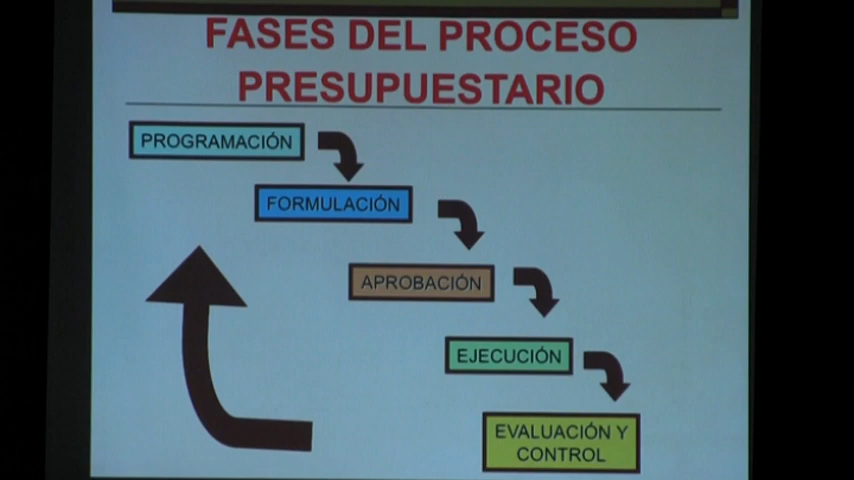 FASES DEL PROCESO
PRESUPUESTARIO
PROGRAMACIÓN
FORMULACIÓN
APROBACIÓN
EJECUCIÓN
EVALUACIÓN Y
CONTROL